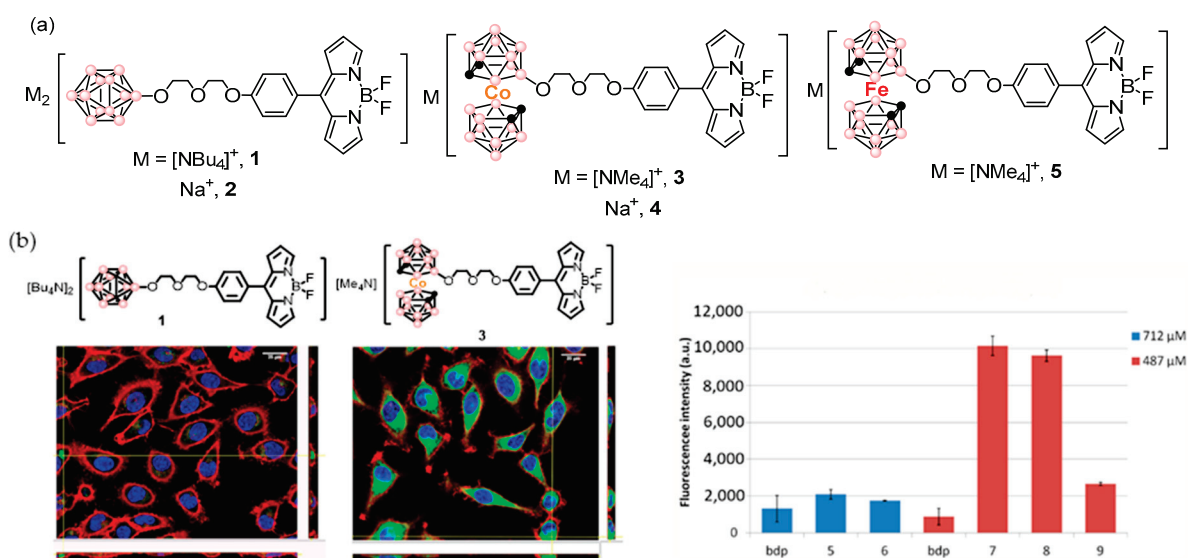 (a)
M2 [ O O O N B N F F ]
M = [NBu4]+, 1
Na+, 2
M [ Co O O O N B N F F ]
M = [NMe4]+, 3
Na+, 4
M [ Fe O O O N B N F F ]
M = [NMe4]+, 5
(b)
[Bu4N]2 [ O O O N B N F F ]
1
[Me4N] [ Co O O O N B N F F ]
3
Fluorescencee intensity (a.u.)
12,000
10,000
8,000
6,000
4,000
2,000
0
bdp 5 6 bdp 7 8 9
712 µM
487 µM